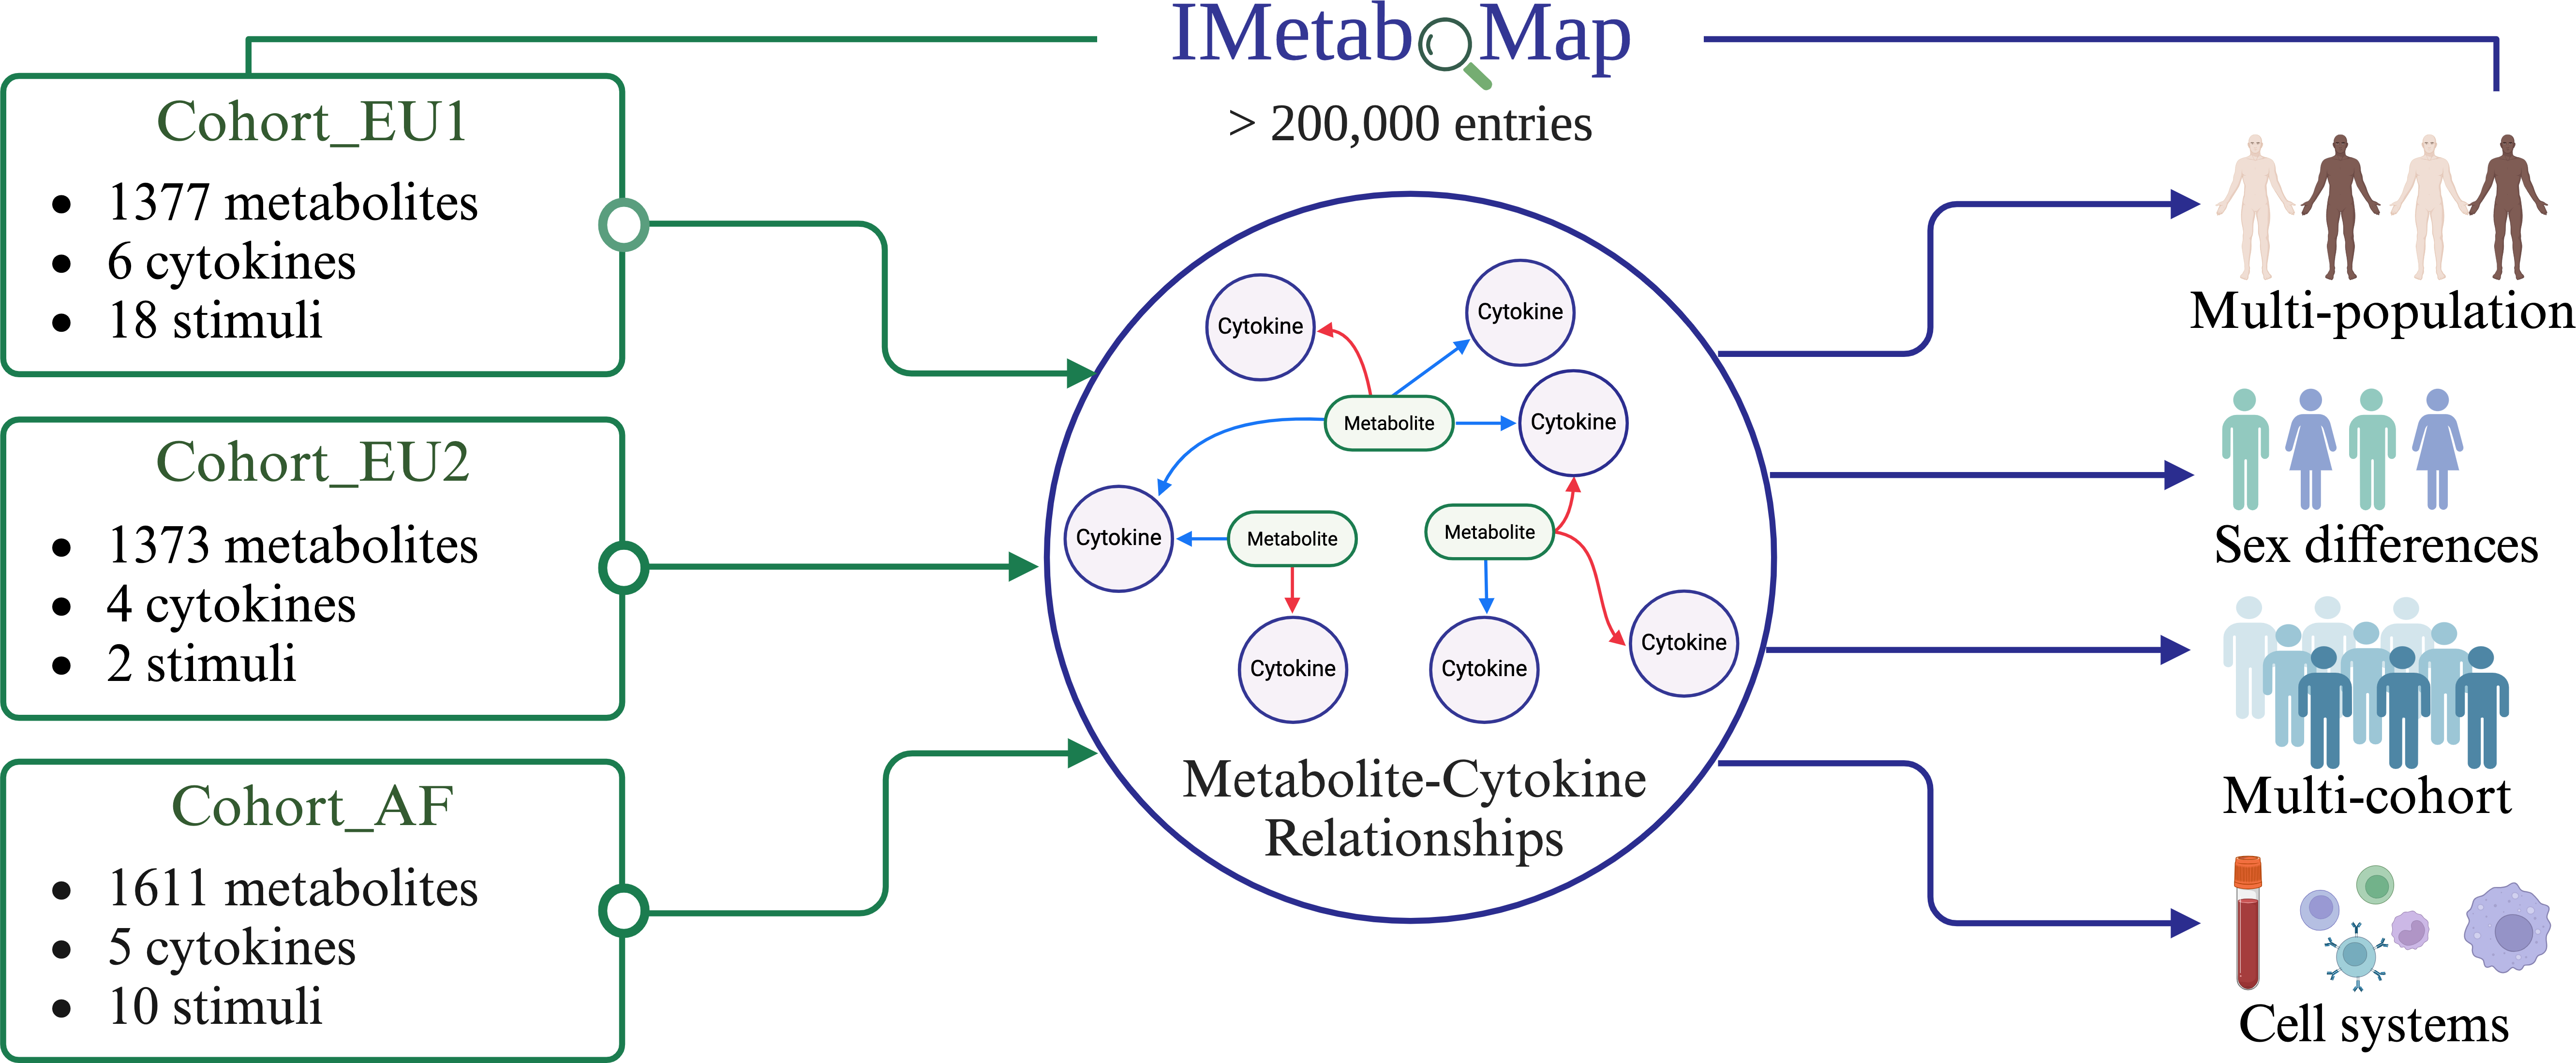 IMetab Map
> 200,000 entries
Cohort_EU1
• 1377 metabolites
• 6 cytokines
• 18 stimuli
Cohort_EU2
• 1373 metabolites
• 4 cytokines
• 2 stimuli
Cohort_AF
• 1611 metabolites
• 5 cytokines
• 10 stimuli
Cytokine
Cytokine
Metabolite
Cytokine
Cytokine
Metabolite
Metabolite
Cytokine
Cytokine
Cytokine
Metabolite-Cytokine
Relationships
Multi-population
Sex differences
Multi-cohort
Cell systems